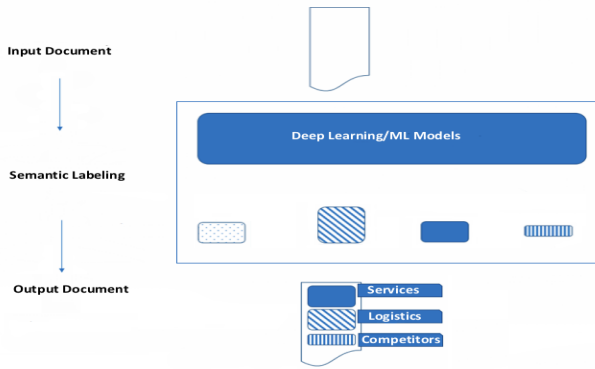 Input Document
Deep Learning/ML Models
Semantic Labeling
Output Document
Services
Logistics
Competitors